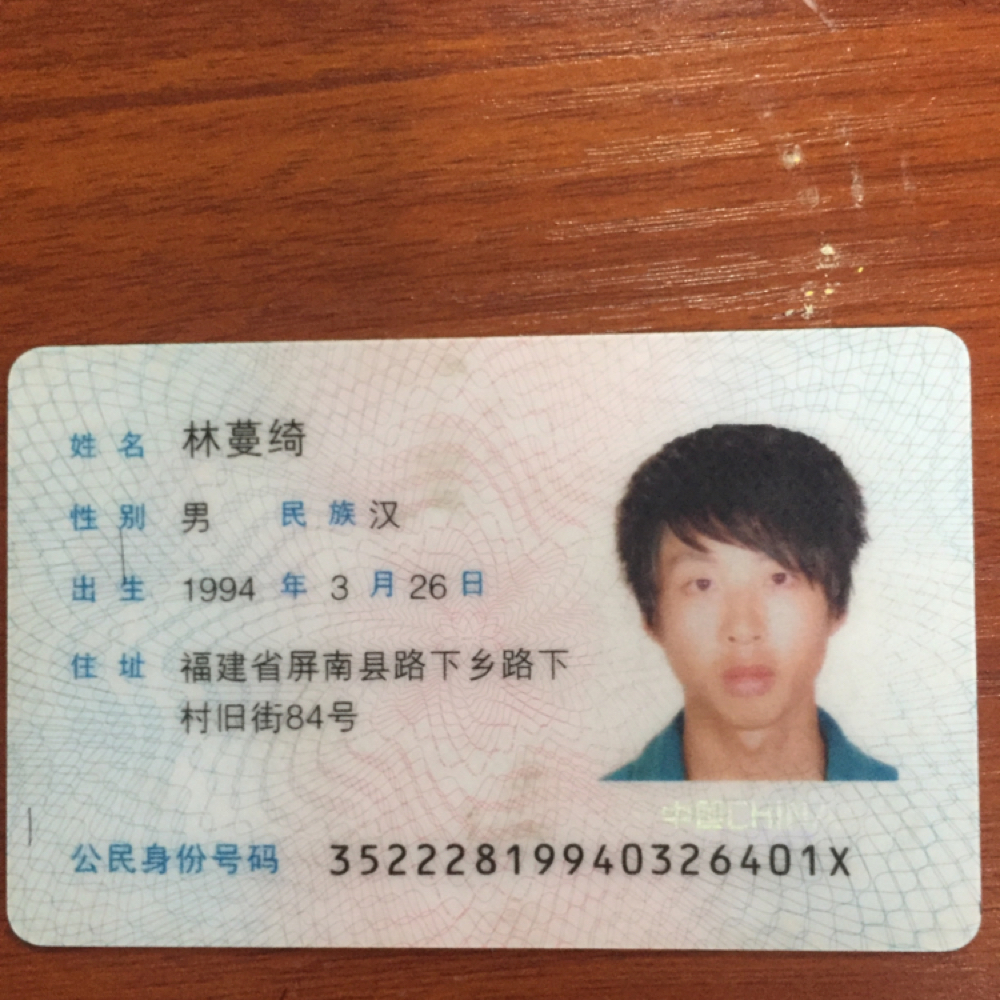 姓名 林蔓绮
性别 男 民族 汉
出生 1994 年 3 月 26 日
住址 福建省屏南县路下乡路下
村旧街84号
中国CHINA
公民身份号码 35222819940326401X